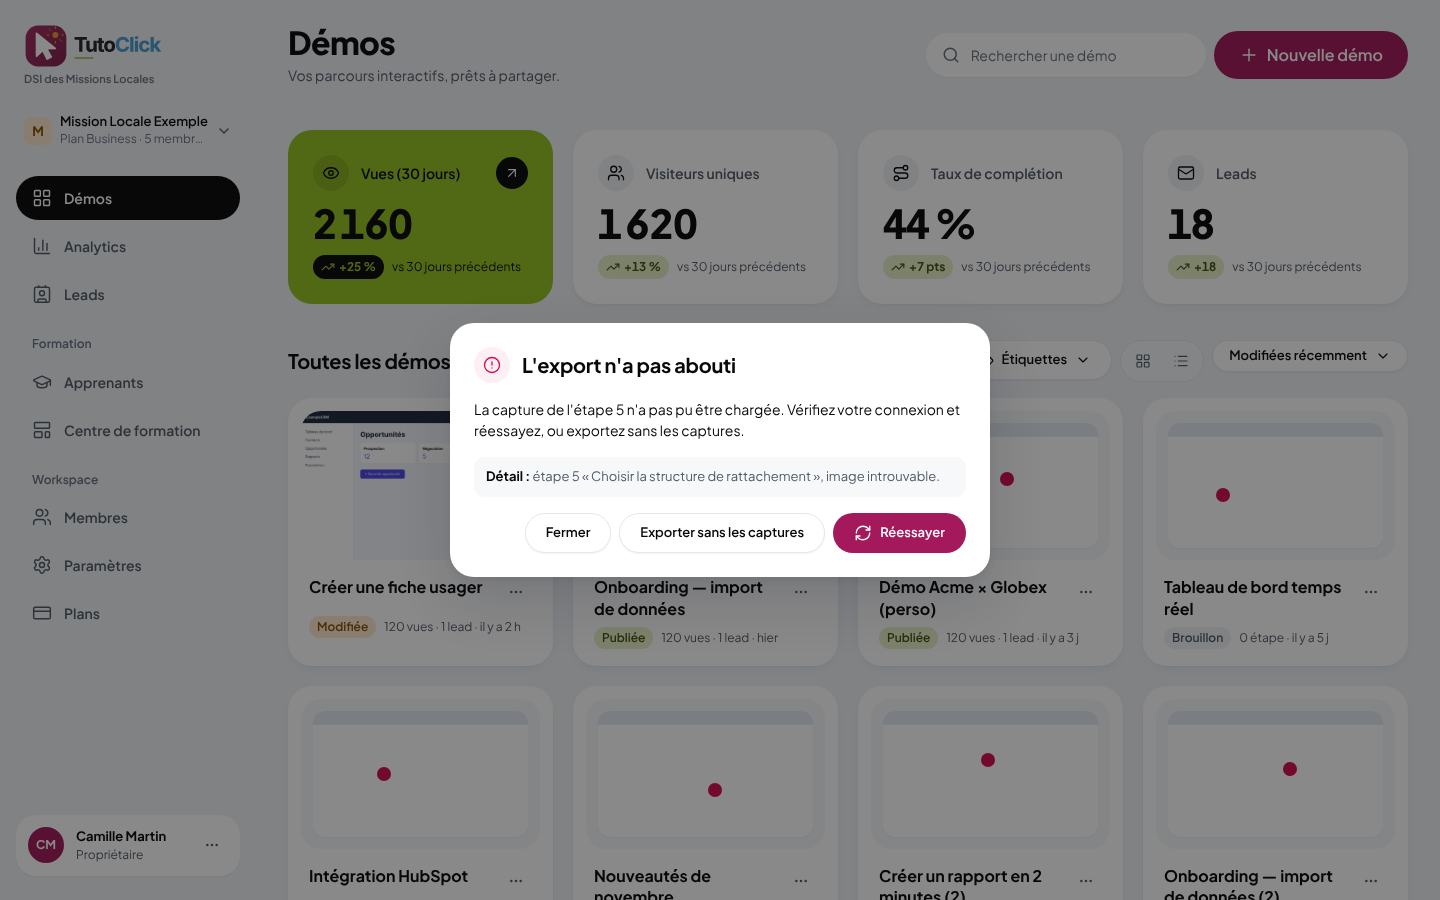 TutoClick
DSI des Missions Locales
M
Mission Locale Exemple
Plan Business · 5 membr...
Démos
Analytics
Leads
Formation
Apprenants
Centre de formation
Workspace
Membres
Paramètres
Plans
CM
Camille Martin
Propriétaire
Démos
Vos parcours interactifs, prêts à partager.
Rechercher une démo
Nouvelle démo
Vues (30 jours)
2 160
+25 %
vs 30 jours précédents
Visiteurs uniques
1 620
+13 %
vs 30 jours précédents
Taux de complétion
44 %
+7 pts
vs 30 jours précédents
Leads
18
+18
vs 30 jours précédents
Toutes les démos
Étiquettes
Modifiées récemment
L'export n'a pas abouti
La capture de l'étape 5 n'a pas pu être chargée. Vérifiez votre connexion et
réessayez, ou exportez sans les captures.
Détail : étape 5 « Choisir la structure de rattachement », image introuvable.
Fermer
Exporter sans les captures
Réessayer
Opportunités
Créer une fiche usager
...
Modifiée
120 vues · 1 lead · il y a 2 h
Onboarding — import
de données
...
Publiée
120 vues · 1 lead · hier
Démo Acme × Globex
(perso)
...
Publiée
120 vues · 1 lead · il y a 3 j
Tableau de bord temps
réel
...
Brouillon
0 étape · il y a 5 j
Intégration HubSpot
...
Nouveautés de
novembre
...
Créer un rapport en 2
minutes (2)
...
Onboarding — import
de données (2)
...